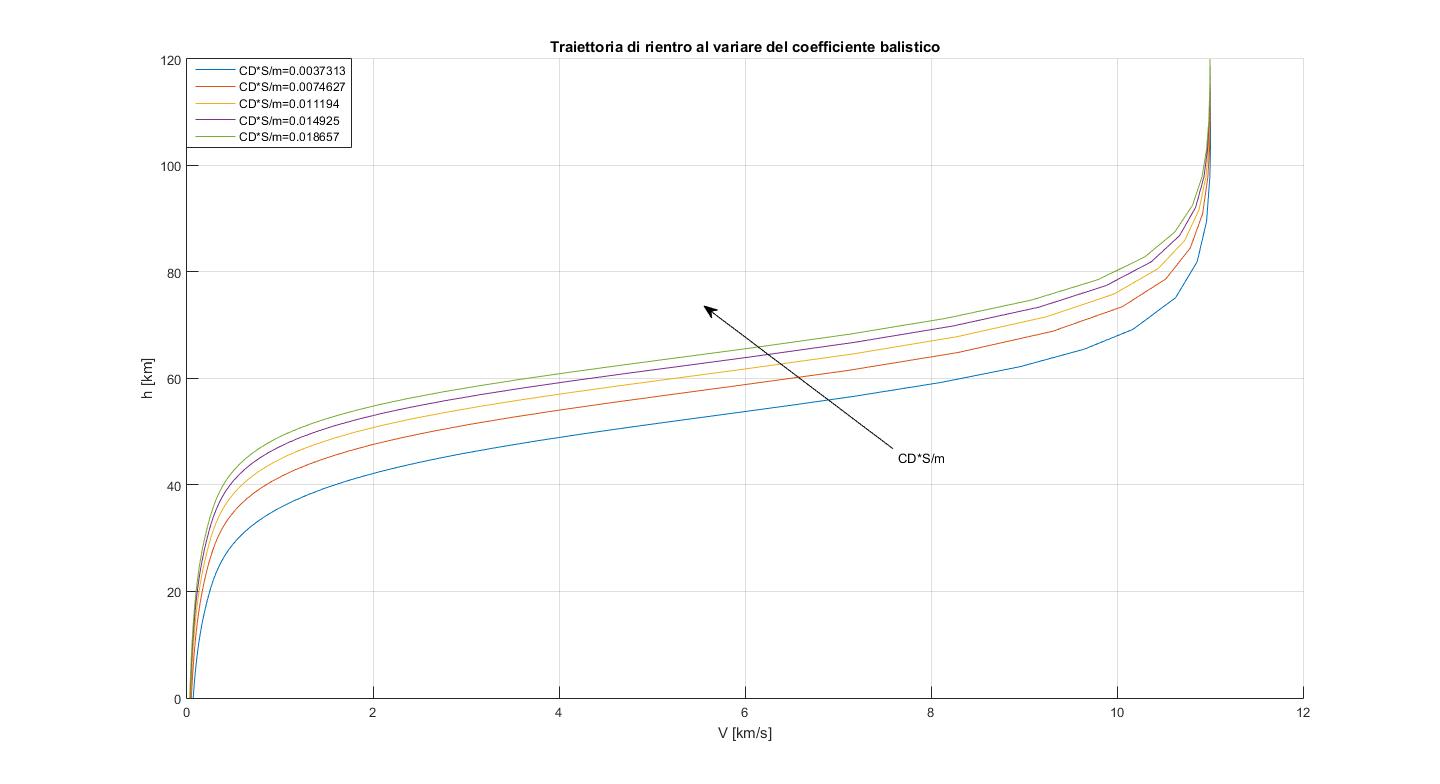 Traiettoria di rientro al variare del coefficiente balistico
120
CD*S/m=0.0037313
CD*S/m=0.0074627
CD*S/m=0.011194
CD*S/m=0.014925
CD*S/m=0.018657
100
80
60
h [km]
CD*S/m
40
20
0
0 2 4 6 8 10 12
V [km/s]